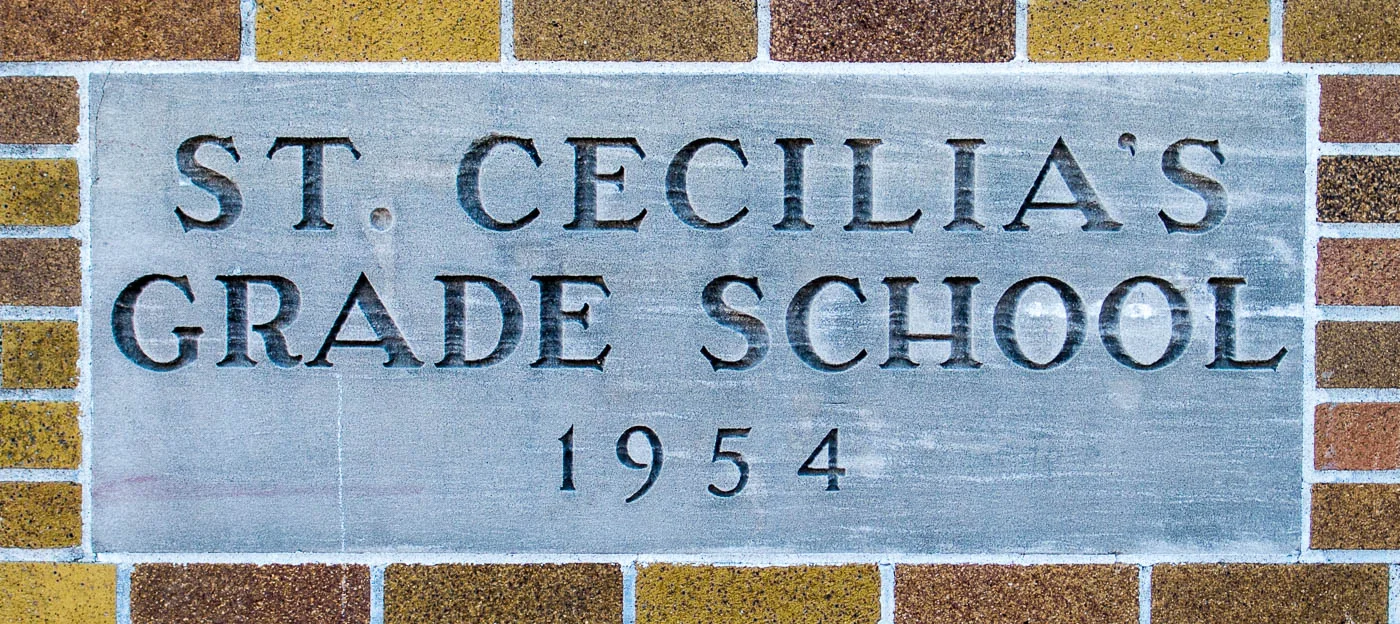 ST. CECILIA'S
GRADE SCHOOL
1954